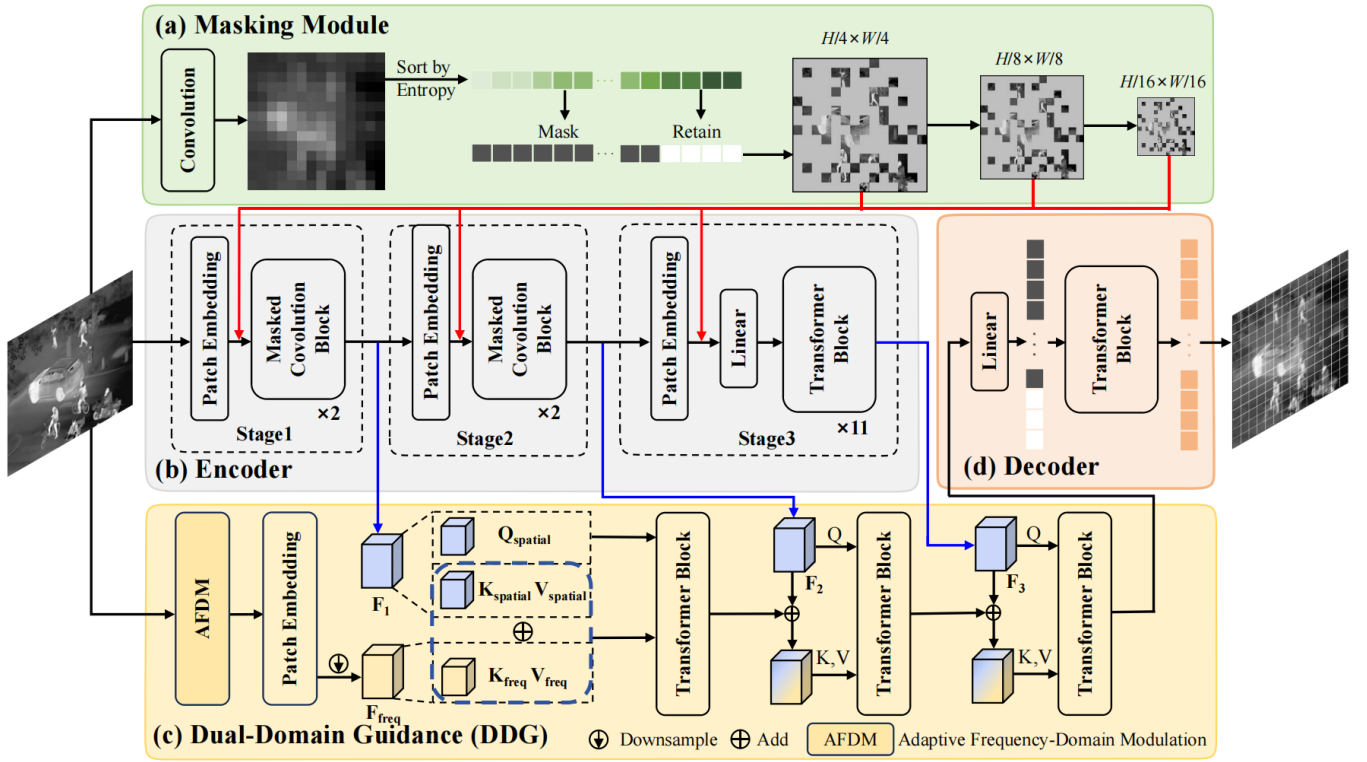 (a) Masking Module
Convolution
Sort by
Entropy
...
Mask
Retain
...
H/4×W/4
H/8×W/8
H/16×W/16
Patch Embedding
Masked
Covolution
Block
×2
Stage1
Patch Embedding
Masked
Covolution
Block
×2
Stage2
Patch Embedding
Linear
Transformer
Block
×11
Stage3
(b) Encoder
Linear
...
Transformer
Block
...
(d) Decoder
AFDM
Patch Embedding
F1
Ffreq
Qspatial
Kspatial Vspatial
Kfreq Vfreq
Transformer Block
F2
Q
K,V
Transformer Block
F3
Q
K,V
Transformer Block
(c) Dual-Domain Guidance (DDG)
Downsample
Add
AFDM
Adaptive Frequency-Domain Modulation